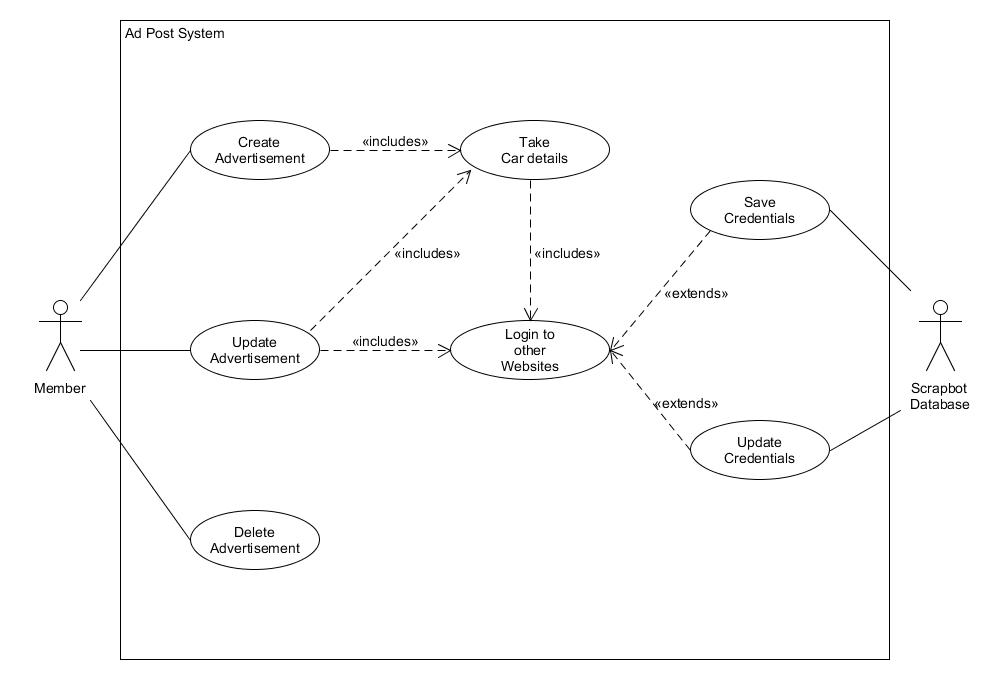 Ad Post System
Create
Advertisement
«includes»
Take
Car details
Save
Credentials
«includes»
«includes»
«extends»
Member
Update
Advertisement
«includes»
Login to
other
Websites
Scrapbot
Database
«extends»
Update
Credentials
Delete
Advertisement